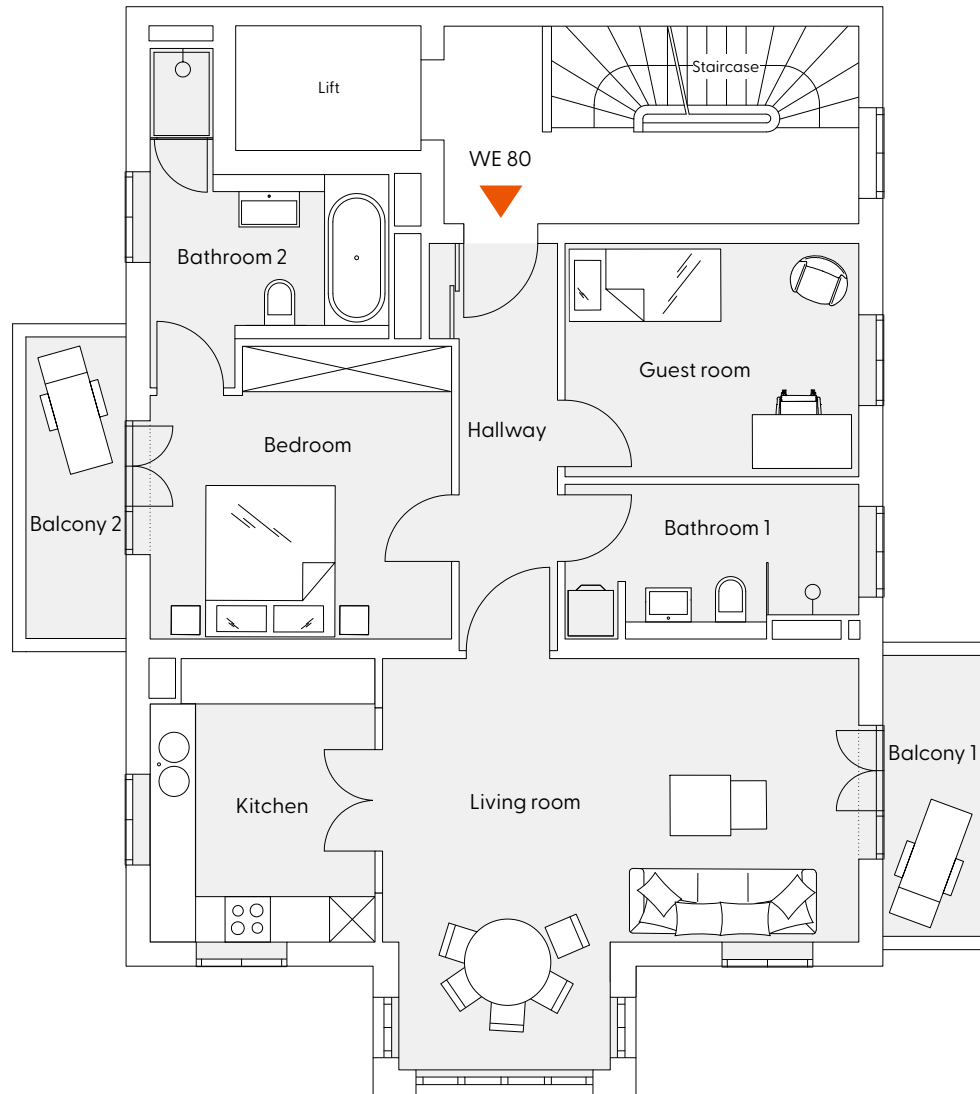 Staircase
Lift
WE 80
Bathroom 2
Guest room
Hallway
Bedroom
Balcony 2
Bathroom 1
Balcony 1
Kitchen
Living room